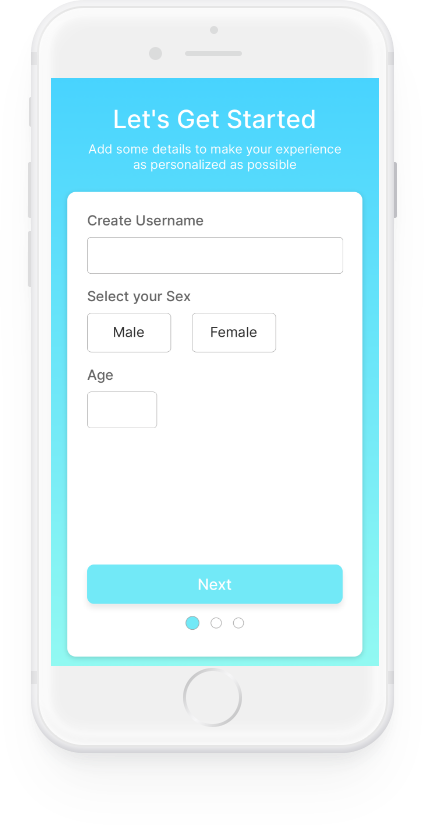 Let's Get Started
Add some details to make your experience
as personalized as possible
Create Username
Select your Sex
Male Female
Age
Next